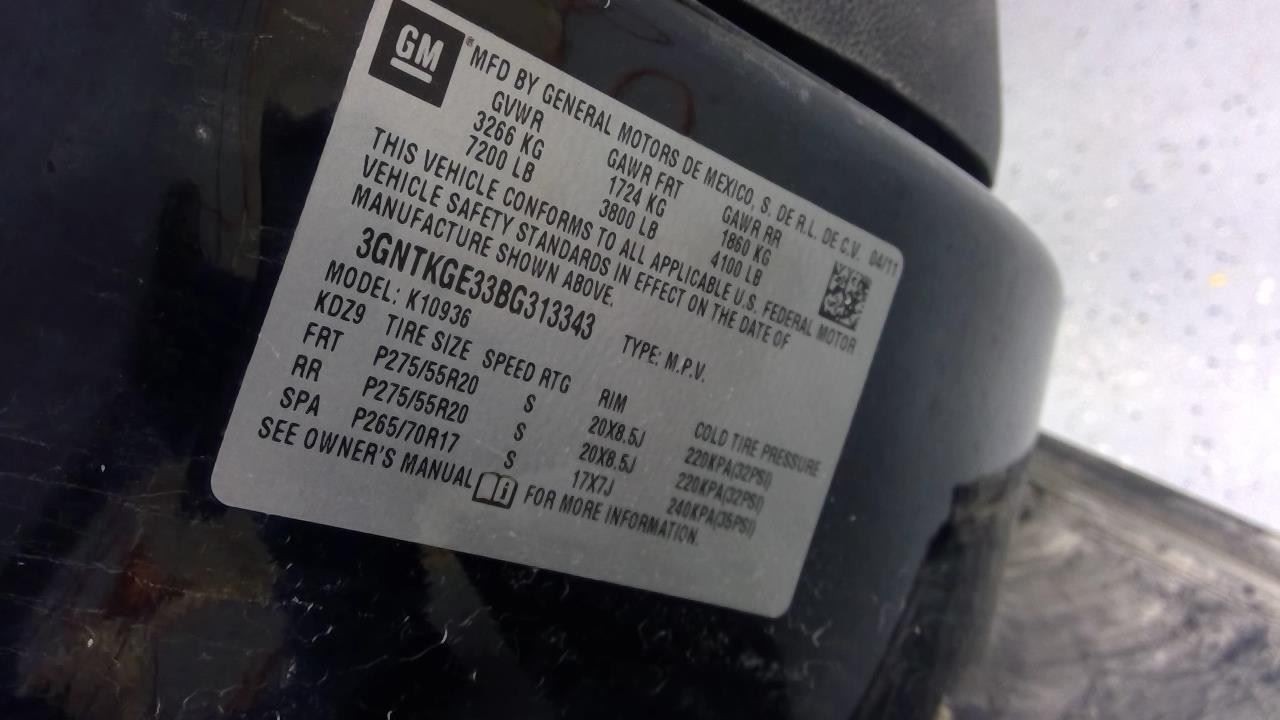 GM
® MFD BY GENERAL MOTORS DE MEXICO, S. DE R.L. DE C.V. 04/11
GVWR GAWR FRT GAWR RR
3266 KG 1724 KG 1860 KG
7200 LB 3800 LB 4100 LB
THIS VEHICLE CONFORMS TO ALL APPLICABLE U.S. FEDERAL MOTOR
VEHICLE SAFETY STANDARDS IN EFFECT ON THE DATE OF
MANUFACTURE SHOWN ABOVE.
3GNTKGE33BG313343 TYPE: M.P.V.
MODEL: K10936
KDZ9 TIRE SIZE SPEED RTG RIM COLD TIRE PRESSURE
FRT P275/55R20 S 20X8.5J 220KPA(32PSI)
RR P275/55R20 S 20X8.5J 220KPA(32PSI)
SPA P265/70R17 S 17X7J 240KPA(35PSI)
SEE OWNER'S MANUAL FOR MORE INFORMATION.